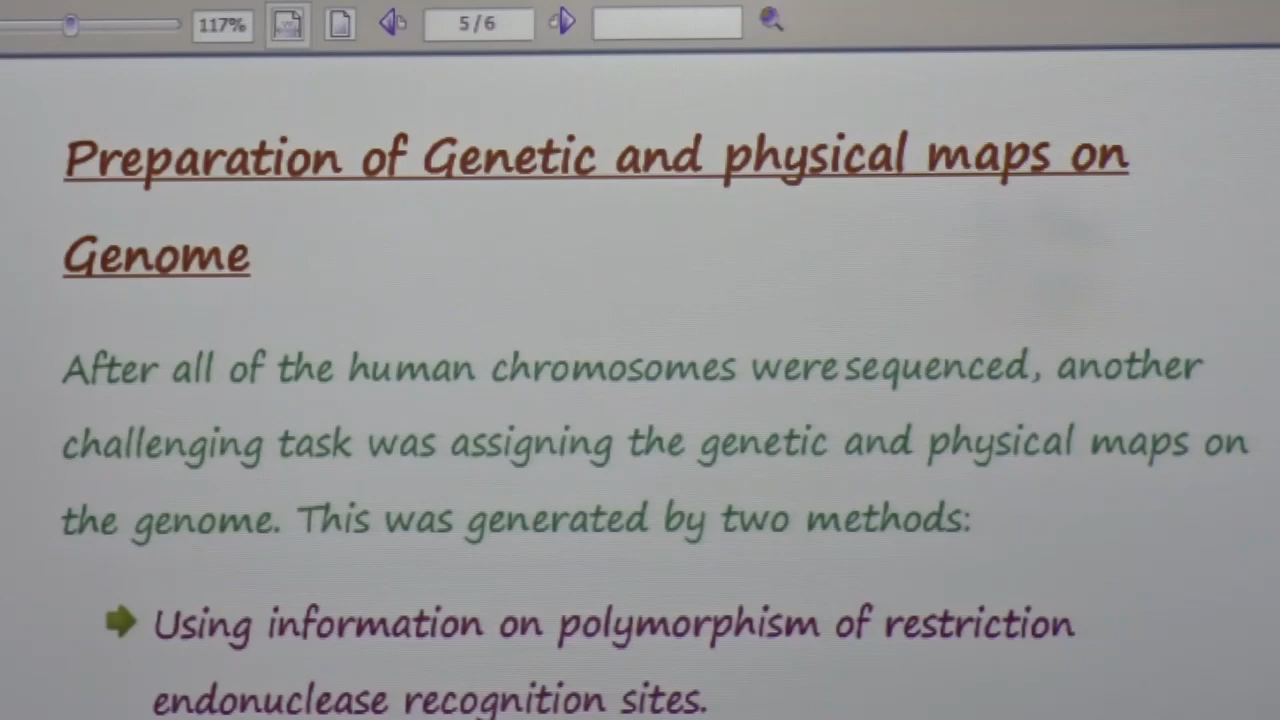 117%
5/6
Preparation of Genetic and physical maps on
Genome
After all of the human chromosomes were sequenced, another
challenging task was assigning the genetic and physical maps on
the genome. This was generated by two methods:
Using information on polymorphism of restriction
endonuclease recognition sites.